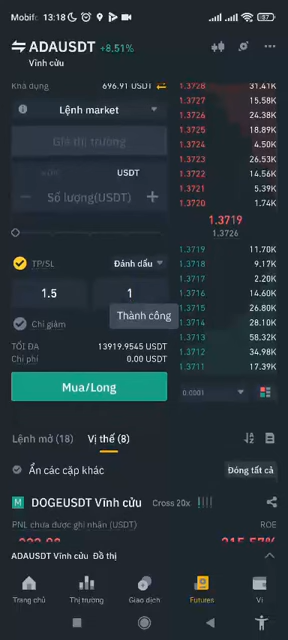 Mobif 13:18 37
ADAUSDT +8.51%
Vĩnh cửu
Khả dụng 696.91 USDT
Lệnh market
Giá thị trường
USDT
Số lượng(USDT)
TP/SL Đánh dấu
1.5 1
Thành công
Chỉ giảm
TỐI ĐA 13919.9545 USDT
Chi phí 0.00 USDT
Mua/Long
1.3728 31.41K
1.3727 15.58K
1.3726 24.38K
1.3725 18.89K
1.3724 4.50K
1.3723 26.53K
1.3722 14.56K
1.3721 5.39K
1.3720 1.74K
1.3719
1.3726
1.3719 11.70K
1.3718 9.17K
1.3717 2.20K
1.3716 14.60K
1.3715 26.80K
1.3714 28.10K
1.3713 58.32K
1.3712 34.98K
1.3711 17.39K
0.0001
Lệnh mở (18) Vị thế (8)
Ẩn các cặp khác Đóng tất cả
M DOGEUSDT Vĩnh cửu Cross 20x
PNL chưa được ghi nhận (USDT) ROE
ADAUSDT Vĩnh cửu Đồ thị
Trang chủ Thị trường Giao dịch Futures Ví